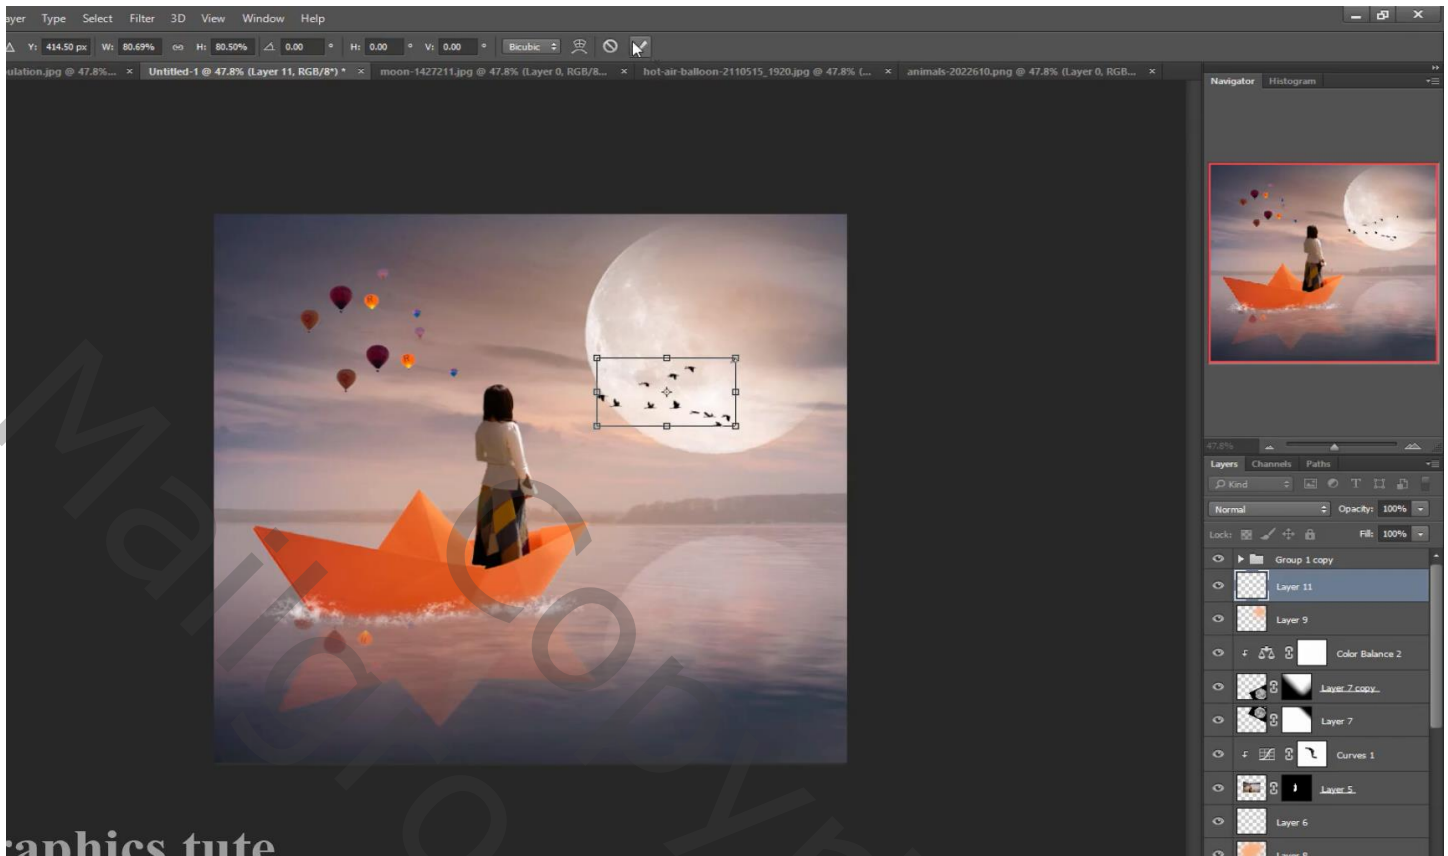 ayer Type Select Filter 3D View Window Help
Y: 414.50 px W: 80.69% H: 80.50% 0.00 ° H: 0.00 ° V: 0.00 ° Bicubic
ulation.jpg @ 47.8%... × Untitled-1 @ 47.8% (Layer 11, RGB/8*) * × moon-1427211.jpg @ 47.8% (Layer 0, RGB/8... × hot-air-balloon-2110515_1920.jpg @ 47.8% (... × animals-2022610.png @ 47.8% (Layer 0, RGB... ×
Navigator Histogram
47.8%
Layers Channels Paths
Kind
Normal Opacity: 100%
Lock: Fill: 100%
Group 1 copy
Layer 11
Layer 9
Color Balance 2
Layer 7 copy
Layer 7
Curves 1
Layer 5
Layer 6
Layer 8
raphics tute